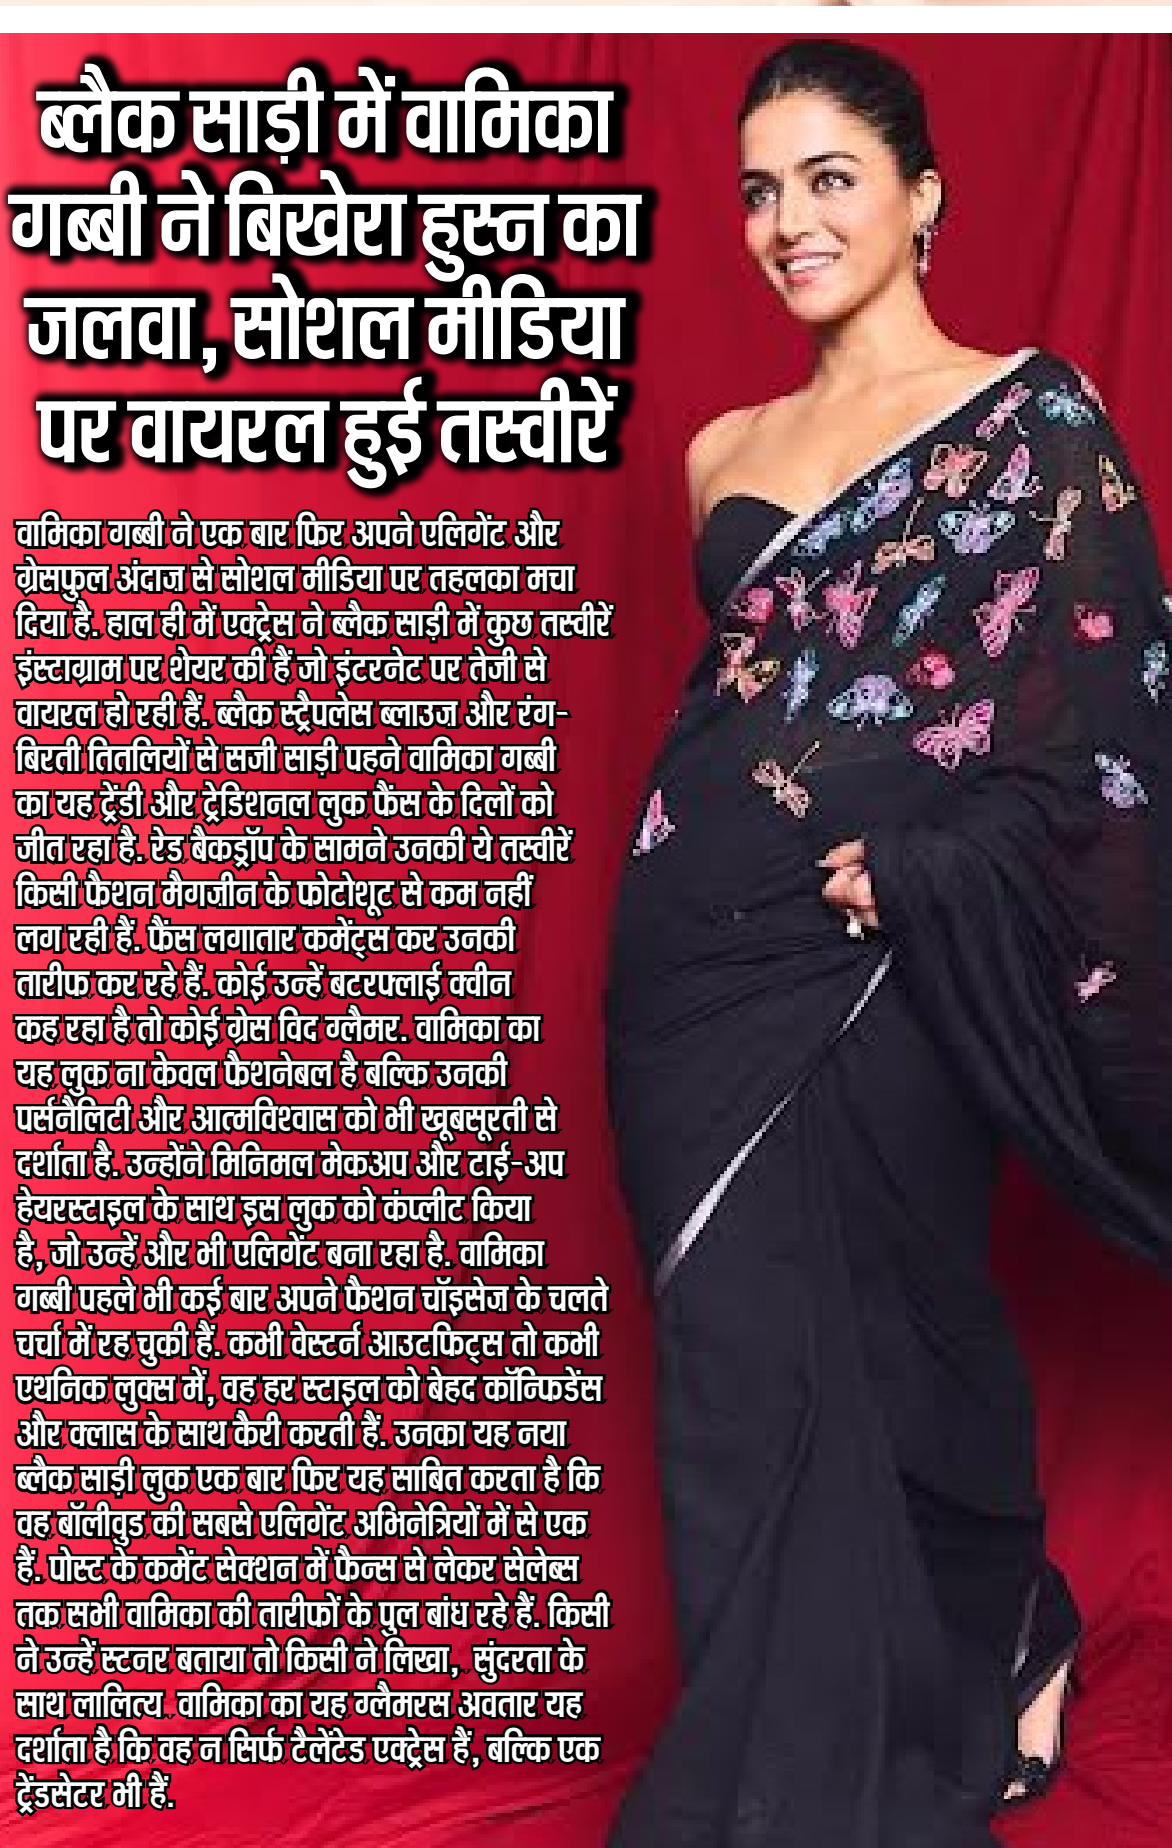 ब्लैक साड़ी में वामिका
गब्बी ने बिखेरा हुस्न का
जलवा, सोशल मीडिया
पर वायरल हुई तस्वीरें
वामिका गब्बी ने एक बार फिर अपने एलिगेंट और
ग्रेसफुल अंदाज से सोशल मीडिया पर तहलका मचा
दिया है. हाल ही में एक्ट्रेस ने ब्लैक साड़ी में कुछ तस्वीरें
इंस्टाग्राम पर शेयर की हैं जो इंटरनेट पर तेजी से
वायरल हो रही हैं. ब्लैक स्ट्रैपलेस ब्लाउज और रंग-
बिरती तितलियों से सजी साड़ी पहने वामिका गब्बी
का यह ट्रेंडी और ट्रेडिशनल लुक फैंस के दिलों को
जीत रहा है. रेड बैकड्रॉप के सामने उनकी ये तस्वीरें
किसी फैशन मैगजीन के फोटोशूट से कम नहीं
लग रही हैं. फैंस लगातार कमेंट्स कर उनकी
तारीफ कर रहे हैं. कोई उन्हें बटरफ्लाई क्वीन
कह रहा है तो कोई ग्रेस विद ग्लैमर. वामिका का
यह लुक ना केवल फैशनेबल है बल्कि उनकी
पर्सनैलिटी और आत्मविश्वास को भी खूबसूरती से
दर्शाता है. उन्होंने मिनिमल मेकअप और टाई-अप
हेयरस्टाइल के साथ इस लुक को कंप्लीट किया
है, जो उन्हें और भी एलिगेंट बना रहा है. वामिका
गब्बी पहले भी कई बार अपने फैशन चॉइसेज के चलते
चर्चा में रह चुकी हैं. कभी वेस्टर्न आउटफिट्स तो कभी
एथनिक लुक्स में, वह हर स्टाइल को बेहद कॉन्फिडेंस
और क्लास के साथ कैरी करती हैं. उनका यह नया
ब्लैक साड़ी लुक एक बार फिर यह साबित करता है कि
वह बॉलीवुड की सबसे एलिगेंट अभिनेत्रियों में से एक
हैं. पोस्ट के कमेंट सेक्शन में फैन्स से लेकर सेलेब्स
तक सभी वामिका की तारीफों के पुल बांध रहे हैं. किसी
ने उन्हें स्टनर बताया तो किसी ने लिखा, सुंदरता के
साथ लालित्य. वामिका का यह ग्लैमरस अवतार यह
दर्शाता है कि वह न सिर्फ टैलेंटेड एक्ट्रेस हैं, बल्कि एक
ट्रेंडसेटर भी हैं.